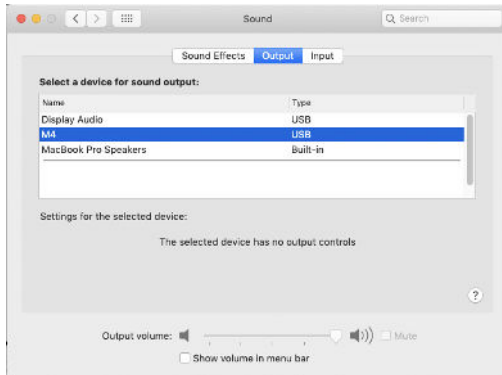 Sound
Search
Sound Effects Output Input
Select a device for sound output:
Name Type
Display Audio USB
M4 USB
MacBook Pro Speakers Built-in
Settings for the selected device:
The selected device has no output controls
?
Output volume: Mute
Show volume in menu bar